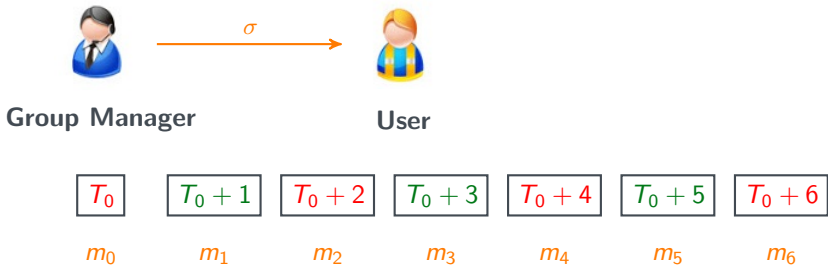 σ
Group Manager User
T₀ T₀ + 1 T₀ + 2 T₀ + 3 T₀ + 4 T₀ + 5 T₀ + 6
m₀ m₁ m₂ m₃ m₄ m₅ m₆